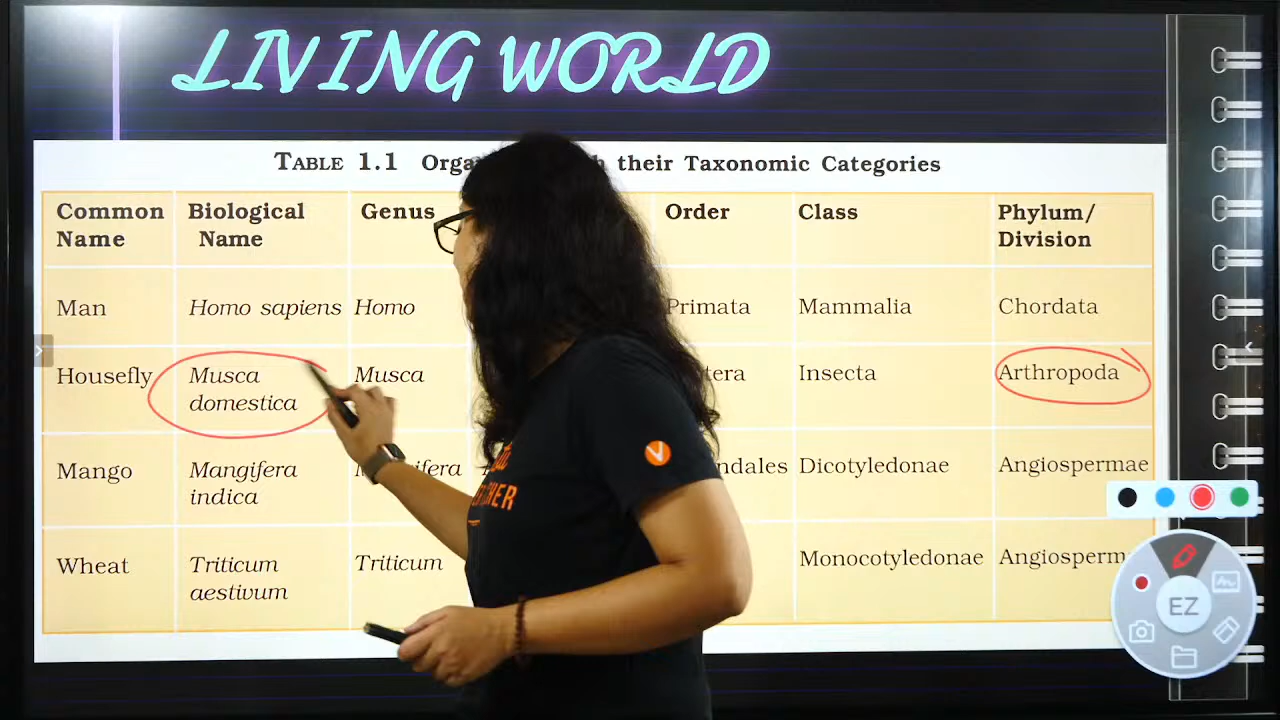 LIVING WORLD
TABLE 1.1 their Taxonomic Categories
Common Name Biological Name Genus Order Class Phylum/ Division
Man Homo sapiens Homo Primata Mammalia Chordata
Housefly Musca domestica Musca Insecta Arthropoda
Mango Mangifera indica Dicotyledonae Angiospermae
Wheat Triticum aestivum Triticum Monocotyledonae
EZ